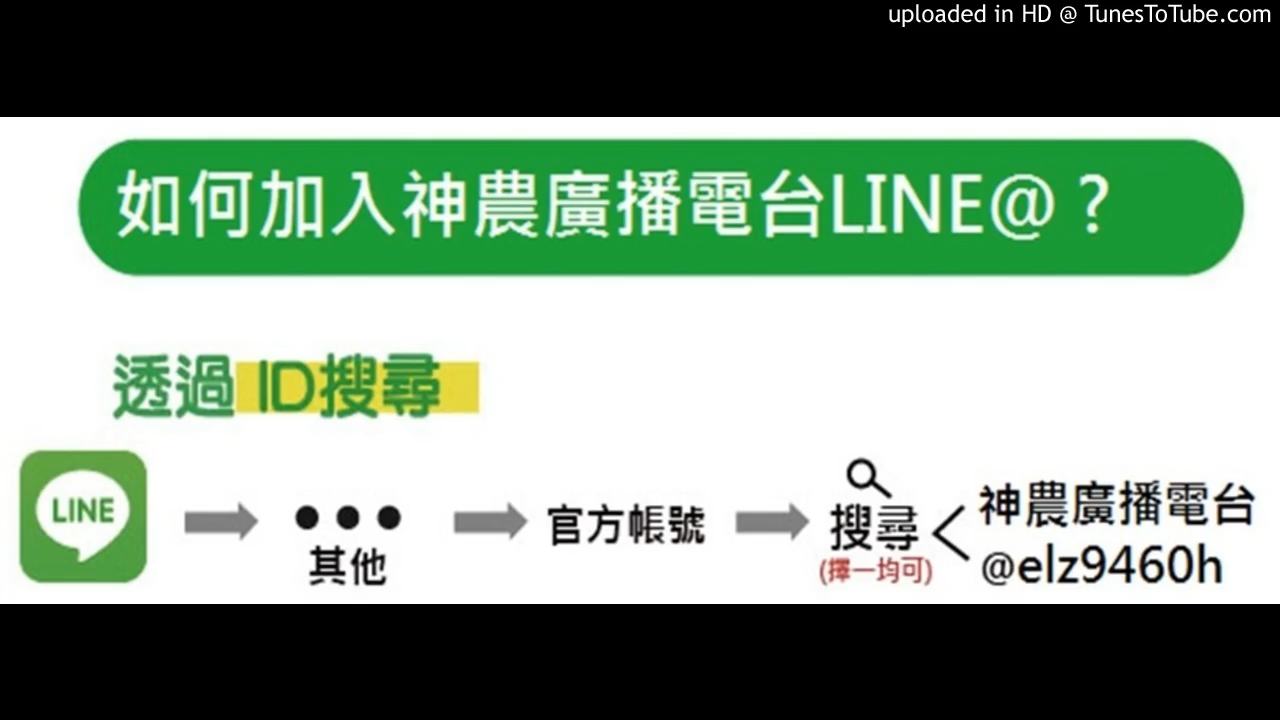 uploaded in HD @ TunesToTube.com
如何加入神農廣播電台LINE@？
透過 ID搜尋
LINE
其他
官方帳號
搜尋
(擇一均可)
神農廣播電台
@elz9460h